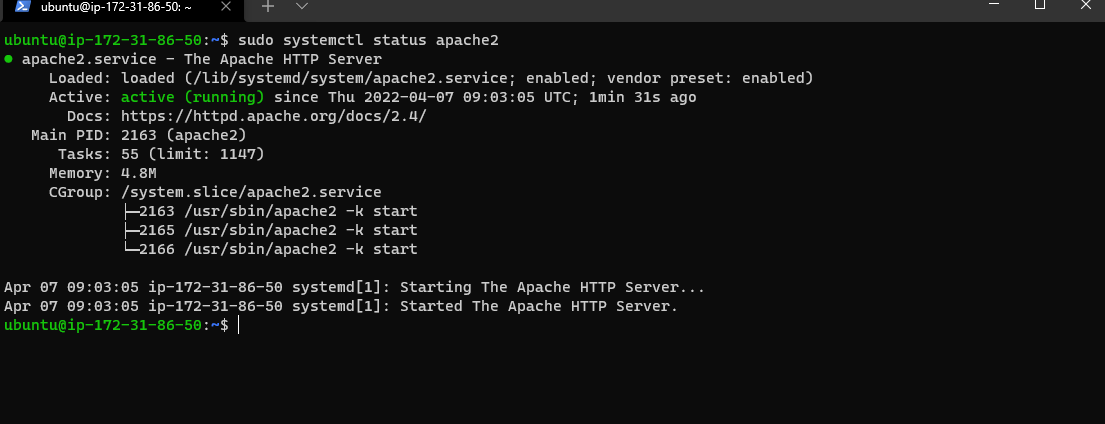 ubuntu@ip-172-31-86-50: ~
ubuntu@ip-172-31-86-50:~$ sudo systemctl status apache2
● apache2.service - The Apache HTTP Server
     Loaded: loaded (/lib/systemd/system/apache2.service; enabled; vendor preset: enabled)
     Active: active (running) since Thu 2022-04-07 09:03:05 UTC; 1min 31s ago
       Docs: https://httpd.apache.org/docs/2.4/
   Main PID: 2163 (apache2)
      Tasks: 55 (limit: 1147)
     Memory: 4.8M
     CGroup: /system.slice/apache2.service
             ├─2163 /usr/sbin/apache2 -k start
             ├─2165 /usr/sbin/apache2 -k start
             └─2166 /usr/sbin/apache2 -k start
Apr 07 09:03:05 ip-172-31-86-50 systemd[1]: Starting The Apache HTTP Server...
Apr 07 09:03:05 ip-172-31-86-50 systemd[1]: Started The Apache HTTP Server.
ubuntu@ip-172-31-86-50:~$